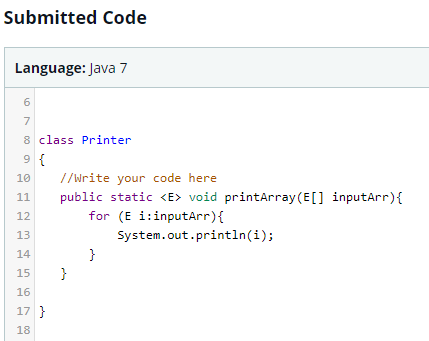 Submitted Code
Language: Java 7
6
7
8 class Printer
9 {
10 //Write your code here
11 public static <E> void printArray(E[] inputArr){
12 for (E i:inputArr){
13 System.out.println(i);
14 }
15 }
16
17 }
18